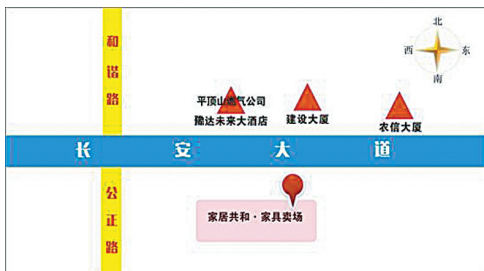 北
西
东
南
和谐路
平顶山燃气公司
豫达未来大酒店
建设大厦
农信大厦
长安大道
公正路
家居共和·家具卖场